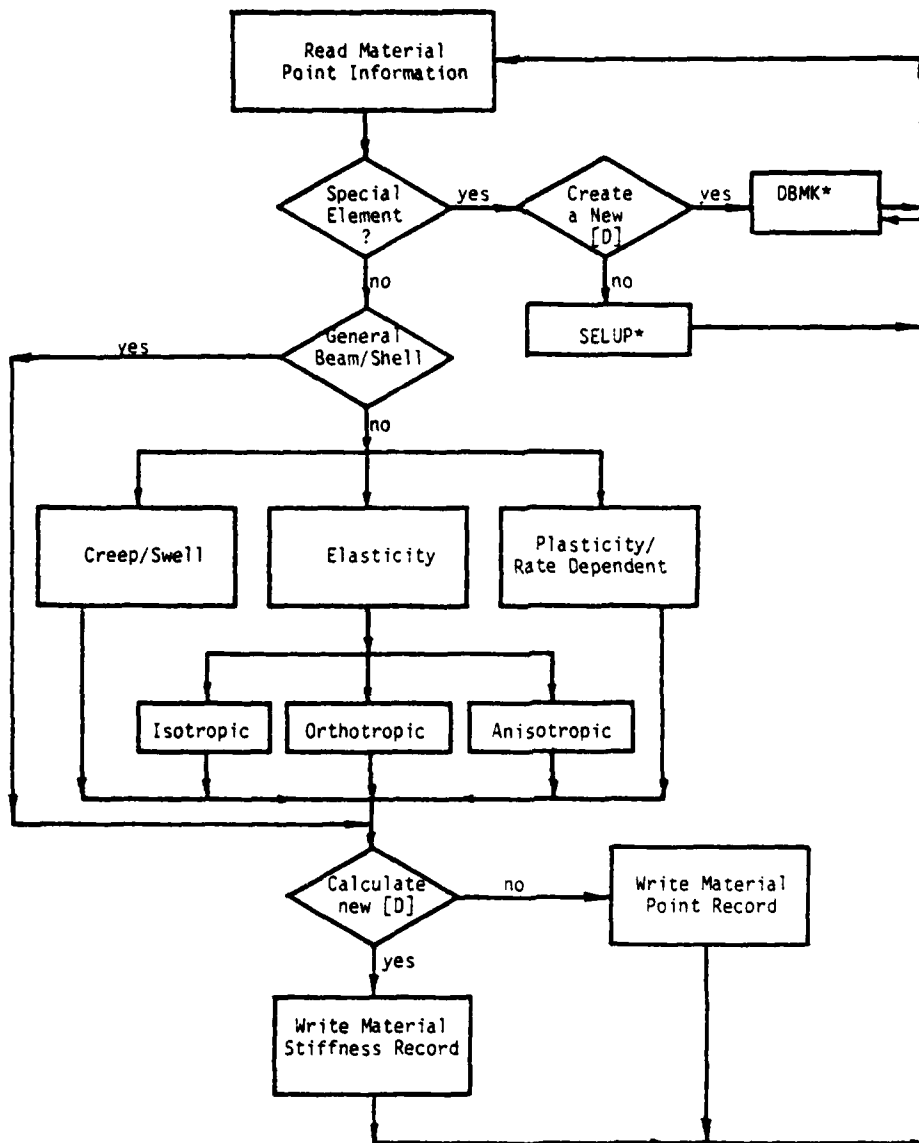 Read Material
Point Information
Special
Element
?
yes
Create
a New
[D]
yes
DBMK*
no
no
SELUP*
General
Beam/Shell
yes
no
Creep/Swell
Elasticity
Plasticity/
Rate Dependent
Isotropic
Orthotropic
Anisotropic
Calculate
new [D]
no
Write Material
Point Record
yes
Write Material
Stiffness Record